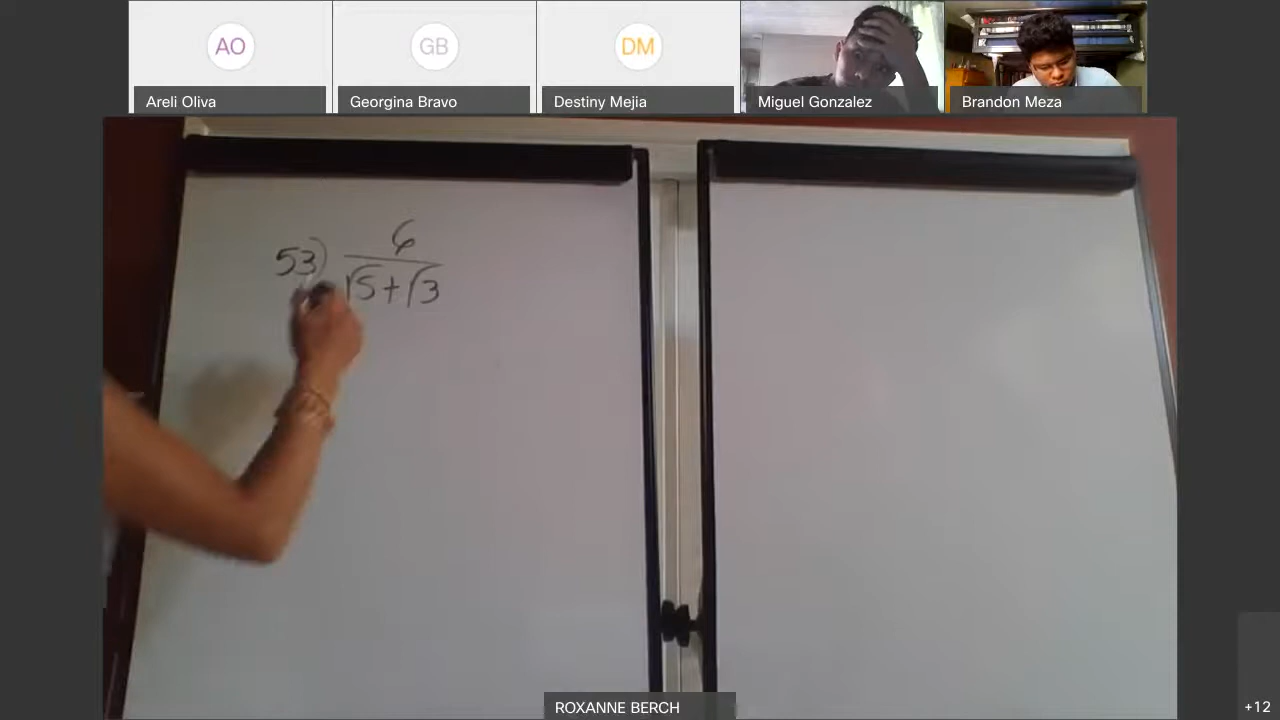 AO
GB
DM
Areli Oliva
Georgina Bravo
Destiny Mejia
Miguel Gonzalez
Brandon Meza
53) 6
√5+√3
ROXANNE BERCH
+12